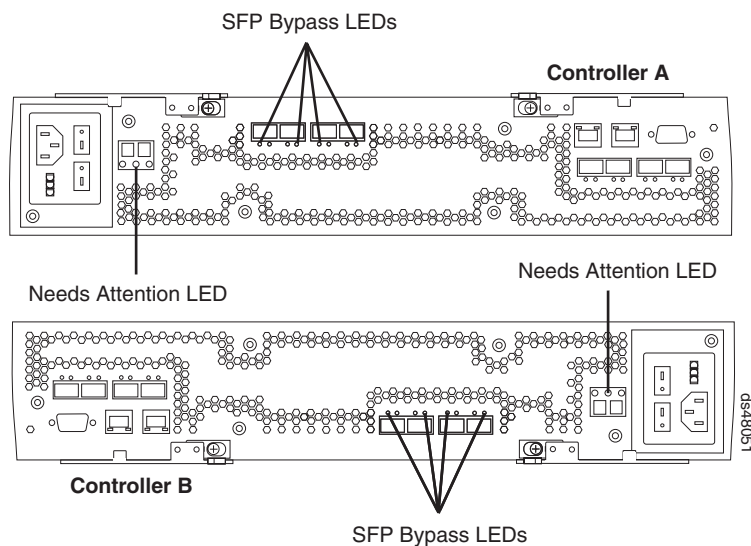 SFP Bypass LEDs
Controller A
Needs Attention LED
Needs Attention LED
Controller B
SFP Bypass LEDs
ds48051